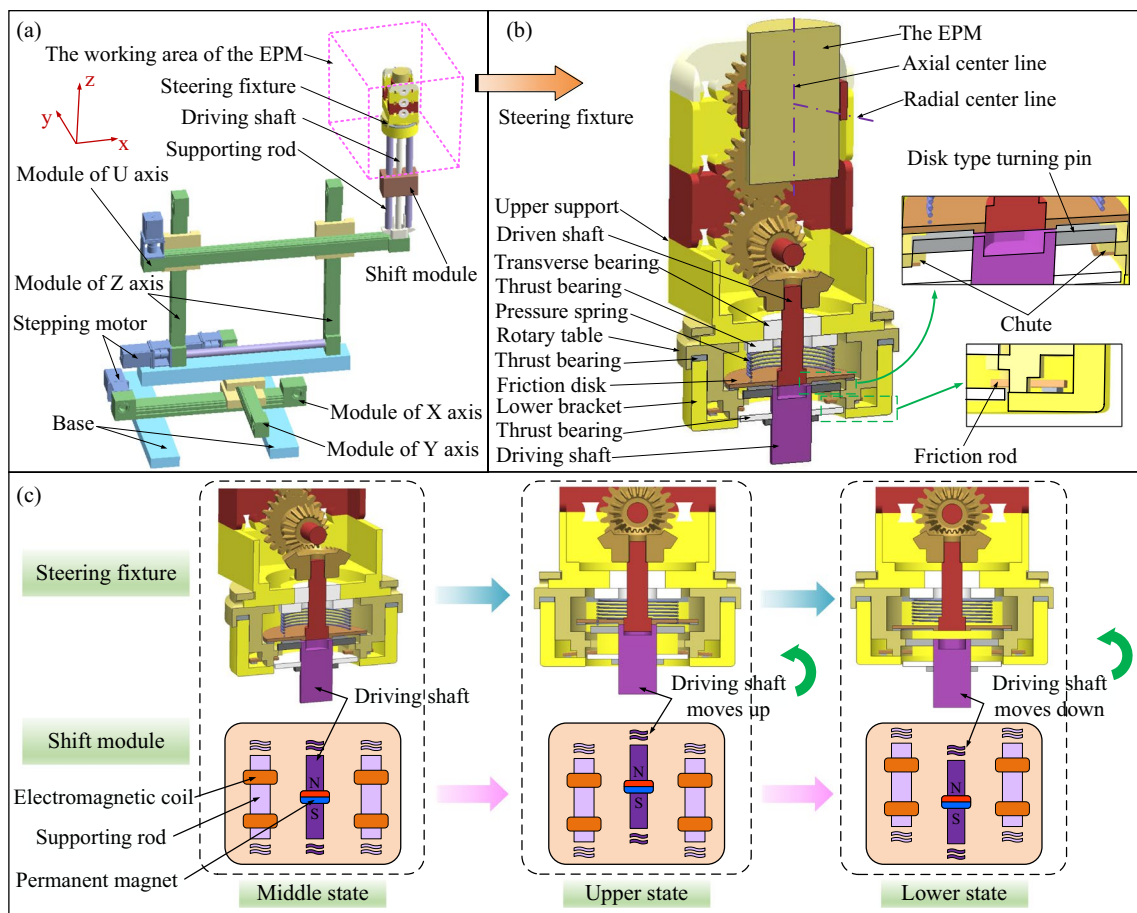 (a)
The working area of the EPM
Steering fixture
Driving shaft
Supporting rod
z
y
x
Module of U axis
Shift module
Module of Z axis
Stepping motor
Module of X axis
Base
Module of Y axis
(b)
The EPM
Axial center line
Radial center line
Steering fixture
Disk type turning pin
Upper support
Driven shaft
Transverse bearing
Thrust bearing
Pressure spring
Rotary table
Thrust bearing
Friction disk
Lower bracket
Thrust bearing
Driving shaft
Chute
Friction rod
(c)
Steering fixture
Driving shaft
Driving shaft
moves up
Driving shaft
moves down
Shift module
Electromagnetic coil
Supporting rod
Permanent magnet
N
S
N
S
N
S
Middle state
Upper state
Lower state